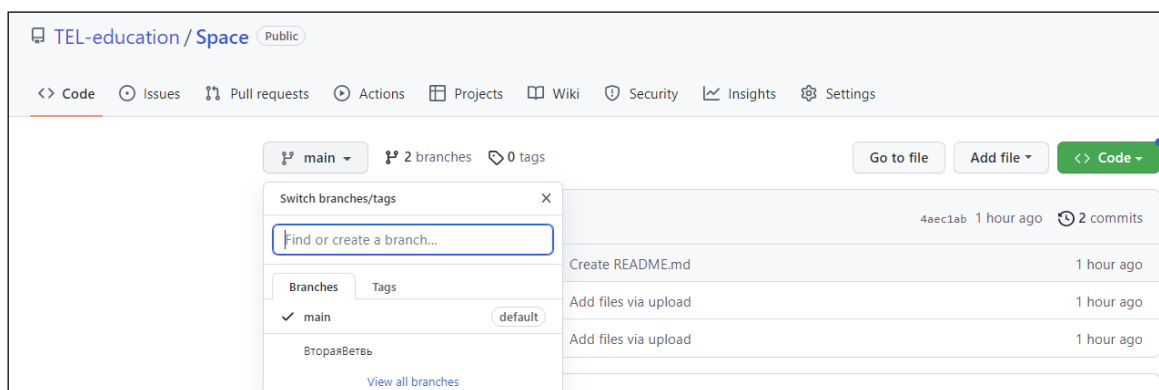 TEL-education / Space Public
Code Issues Pull requests Actions Projects Wiki Security Insights Settings
main 2 branches 0 tags Go to file Add file Code
Switch branches/tags
4aec1ab 1 hour ago 2 commits
Find or create a branch...
Create README.md 1 hour ago
Branches Tags
Add files via upload 1 hour ago
main default
Add files via upload 1 hour ago
ВтораяВетвь
View all branches